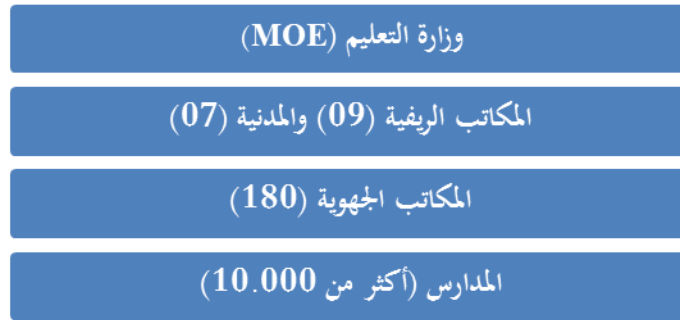 وزارة التعليم (MOE)
المكاتب الريفية (09) والمدنية (07)
المكاتب الجهوية (180)
المدارس (أكثر من 10.000)